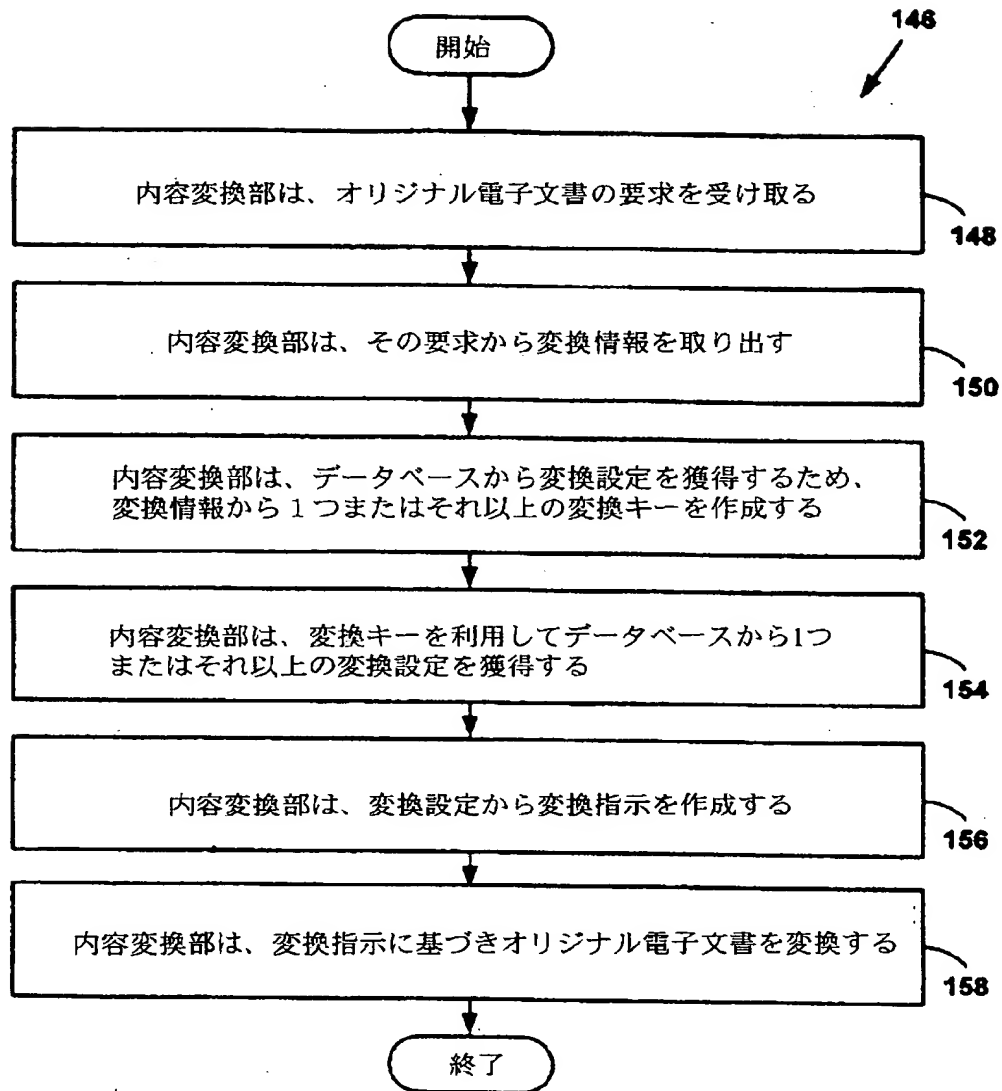 146
開始
内容変換部は、オリジナル電子文書の要求を受け取る
148
内容変換部は、その要求から変換情報を取り出す
150
内容変換部は、データベースから変換設定を獲得するため、
変換情報から1つまたはそれ以上の変換キーを作成する
152
内容変換部は、変換キーを利用してデータベースから1つ
またはそれ以上の変換設定を獲得する
154
内容変換部は、変換設定から変換指示を作成する
156
内容変換部は、変換指示に基づきオリジナル電子文書を変換する
158
終了